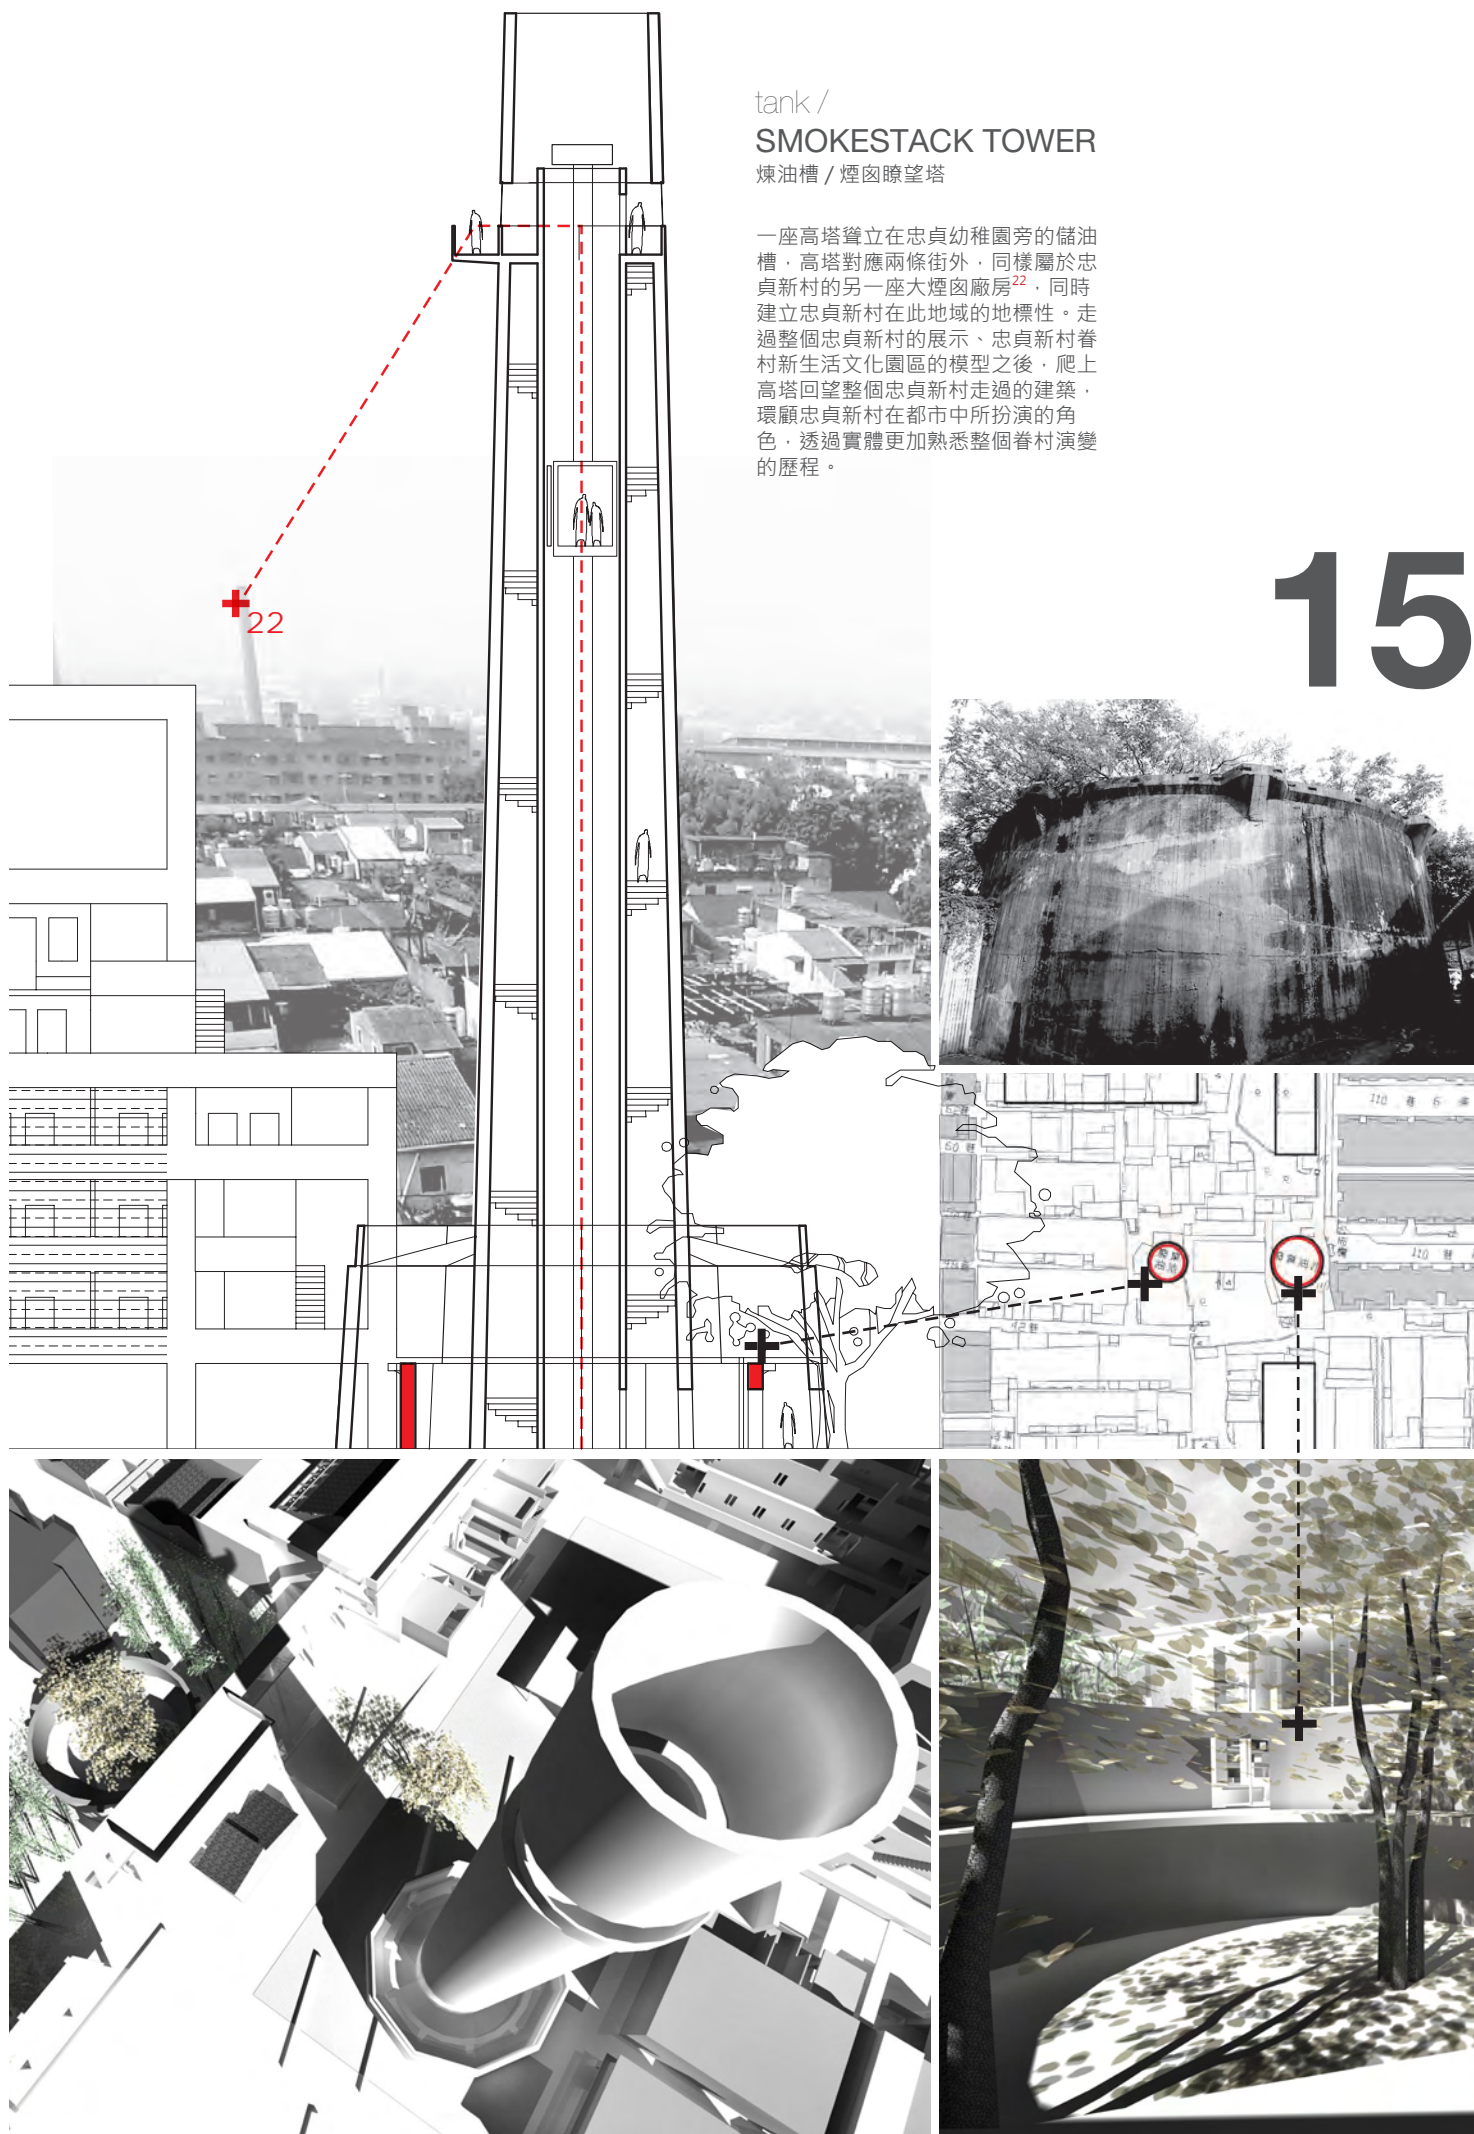 tank /
SMOKESTACK TOWER
煉油槽 / 煙囪瞭望塔
一座高塔聳立在忠貞幼稚園旁的儲油
槽，高塔對應兩條街外，同樣屬於忠
貞新村的另一座大煙囪廠房22，同時
建立忠貞新村在此地域的地標性。走
過整個忠貞新村的展示、忠貞新村眷
村新生活文化園區的模型之後，爬上
高塔回望整個忠貞新村走過的建築，
環顧忠貞新村在都市中所扮演的角
色，透過實體更加熟悉整個眷村演變
的歷程。
15
22
110 巷
60 巷
110 巷